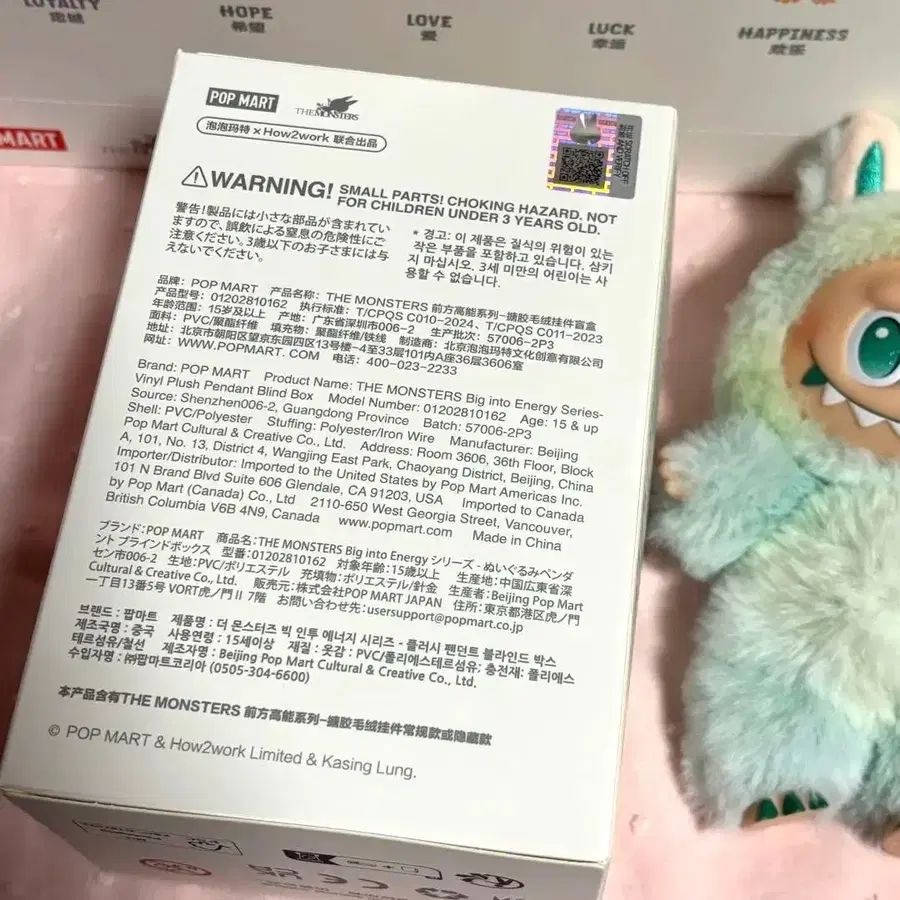 LOYALTY
忠诚
HOPE
希望
LOVE
爱
LUCK
幸运
HAPPINESS
欢乐
MART
POP MART THE MONSTERS
泡泡玛特 × How2work 联合出品
WARNING! SMALL PARTS! CHOKING HAZARD. NOT
FOR CHILDREN UNDER 3 YEARS OLD.
警告!製品には小さな部品が含まれてい
ますので、誤飲による窒息の危険性にご
注意ください。3歳以下のお子さまには与
えないでください。
* 경고: 이 제품은 질식의 위험이 있는
작은 부품을 포함하고 있습니다. 삼키
지 마십시오. 3세 미만의 어린이는 사
용할 수 없습니다.
品牌: POP MART 产品名称: THE MONSTERS 前方高能系列-搪胶毛绒挂件盲盒
产品型号: 01202810162 执行标准: T/CPQS C010-2024、T/CPQS C011-2023
年龄范围: 15岁及以上 产地: 广东省深圳市006-2 生产批次: 57006-2P3
面料: PVC/聚酯纤维 填充物: 聚酯纤维/铁线 制造商: 北京泡泡玛特文化创意有限公司
地址: 北京市朝阳区望京东园四区13号楼-4至33层101内A座36层3606室
网址: WWW.POPMART. COM 电话: 400-023-2233
Brand: POP MART Product Name: THE MONSTERS Big into Energy Series-
Vinyl Plush Pendant Blind Box Model Number: 01202810162 Age: 15 & up
Source: Shenzhen006-2, Guangdong Province Batch: 57006-2P3
Shell: PVC/Polyester Stuffing: Polyester/Iron Wire Manufacturer: Beijing
Pop Mart Cultural & Creative Co., Ltd. Address: Room 3606, 36th Floor, Block
A, 101, No. 13, District 4, Wangjing East Park, Chaoyang District, Beijing, China
Importer/Distributor: Imported to the United States by Pop Mart Americas Inc.
101 N Brand Blvd Suite 606 Glendale, CA 91203, USA Imported to Canada
by Pop Mart (Canada) Co., Ltd 2110-650 West Georgia Street, Vancouver,
British Columbia V6B 4N9, Canada www.popmart.com Made in China
ブランド:POP MART 商品名:THE MONSTERS Big into Energy シリーズ - ぬいぐるみペンダ
ント ブラインドボックス 型番:01202810162 対象年齢:15歳以上 生産地:中国広東省深
セン市006-2 生地:PVC/ポリエステル 充填物:ポリエステル/針金 生産者:Beijing Pop Mart
Cultural & Creative Co., Ltd. 販売元:株式会社POP MART JAPAN 住所:東京都港区虎ノ門
一丁目13番5号 VORT虎ノ門II 7階 お問い合わせ先:usersupport@popmart.co.jp
브랜드 : 팝마트 제품명 : 더 몬스터즈 빅 인투 에너지 시리즈 - 플러시 펜던트 블라인드 박스
제조국명 : 중국 사용연령 : 15세이상 재질 : 옷감 : PVC/폴리에스테르섬유; 충전재: 폴리에스
테르섬유/철선 제조자명 : Beijing Pop Mart Cultural & Creative Co., Ltd.
수입자명 : ㈜팝마트코리아 (0505-304-6600)
本产品含有THE MONSTERS 前方高能系列-搪胶毛绒挂件常规款或隐藏款
© POP MART & How2work Limited & Kasing Lung.